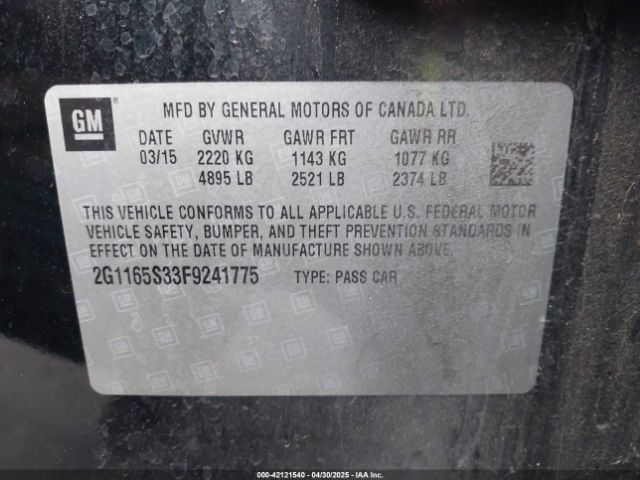 GM
MFD BY GENERAL MOTORS OF CANADA LTD.
DATE GVWR GAWR FRT GAWR RR
03/15 2220 KG 1143 KG 1077 KG
4895 LB 2521 LB 2374 LB
THIS VEHICLE CONFORMS TO ALL APPLICABLE U.S. FEDERAL MOTOR
VEHICLE SAFETY, BUMPER, AND THEFT PREVENTION STANDARDS IN
EFFECT ON THE DATE OF MANUFACTURE SHOWN ABOVE.
2G1165S33F9241775 TYPE: PASS CAR
000-42121540 - 04/30/2025 - IAAI.com